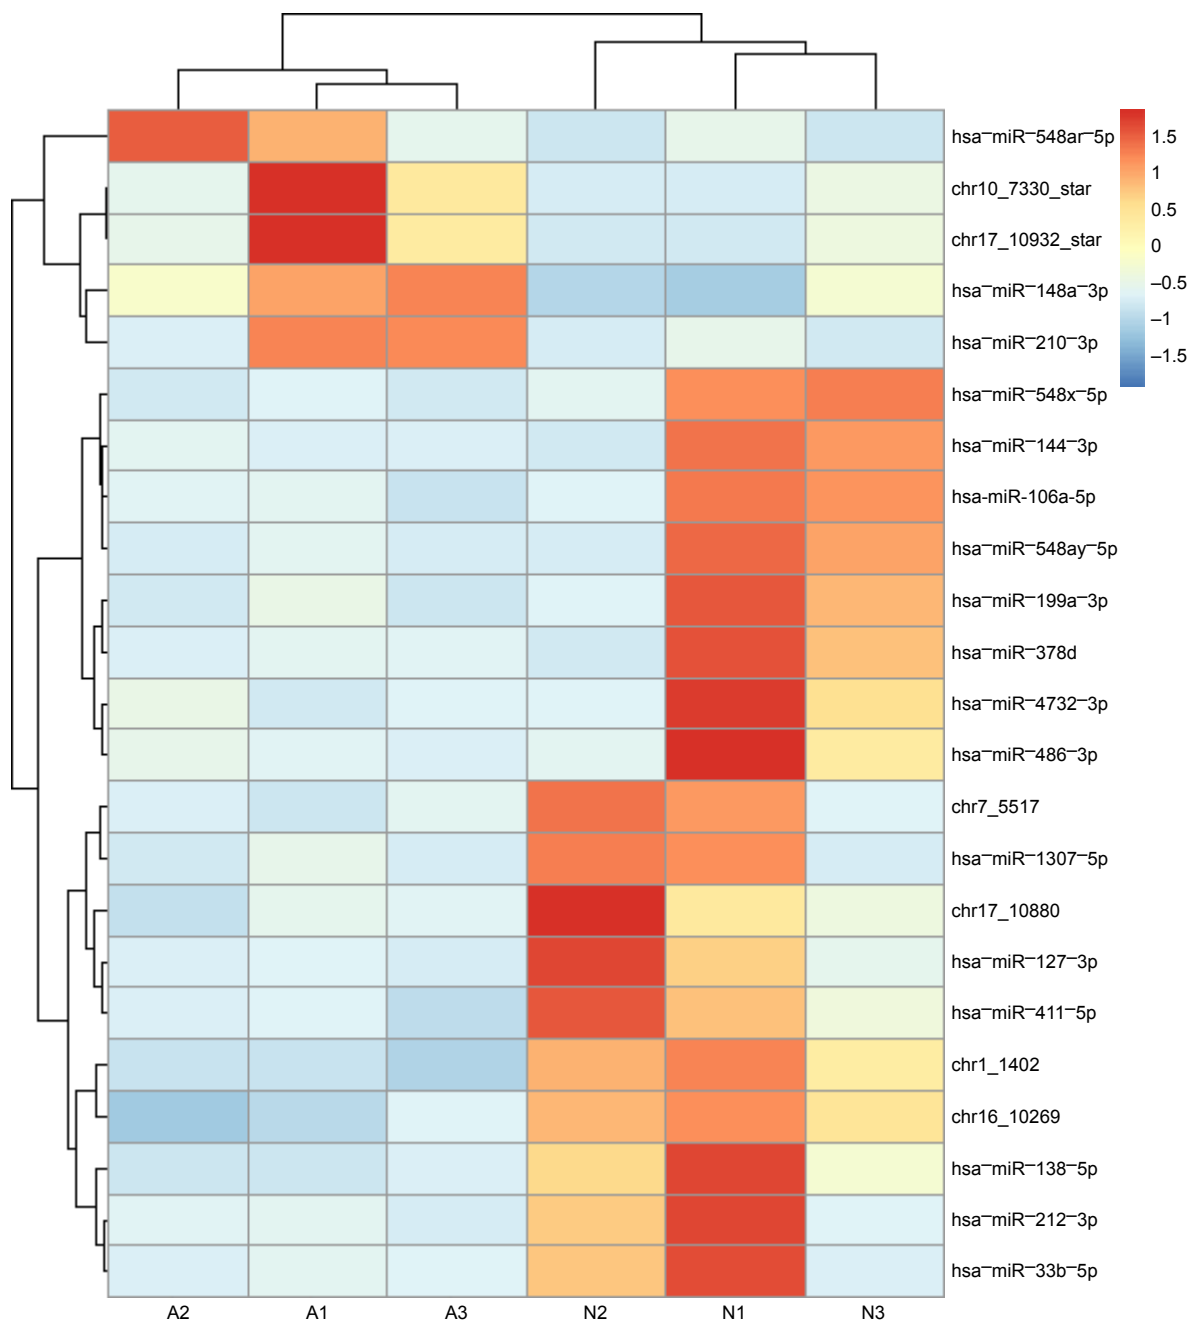 hsa−miR−548ar−5p
chr10_7330_star
chr17_10932_star
hsa−miR−148a−3p
hsa−miR−210−3p
hsa−miR−548x−5p
hsa−miR−144−3p
hsa-miR-106a-5p
hsa−miR−548ay−5p
hsa−miR−199a−3p
hsa−miR−378d
hsa−miR−4732−3p
hsa−miR−486−3p
chr7_5517
hsa−miR−1307−5p
chr17_10880
hsa−miR−127−3p
hsa−miR−411−5p
chr1_1402
chr16_10269
hsa−miR−138−5p
hsa−miR−212−3p
hsa−miR−33b−5p
1.5
1
0.5
0
−0.5
−1
−1.5
A2 A1 A3 N2 N1 N3